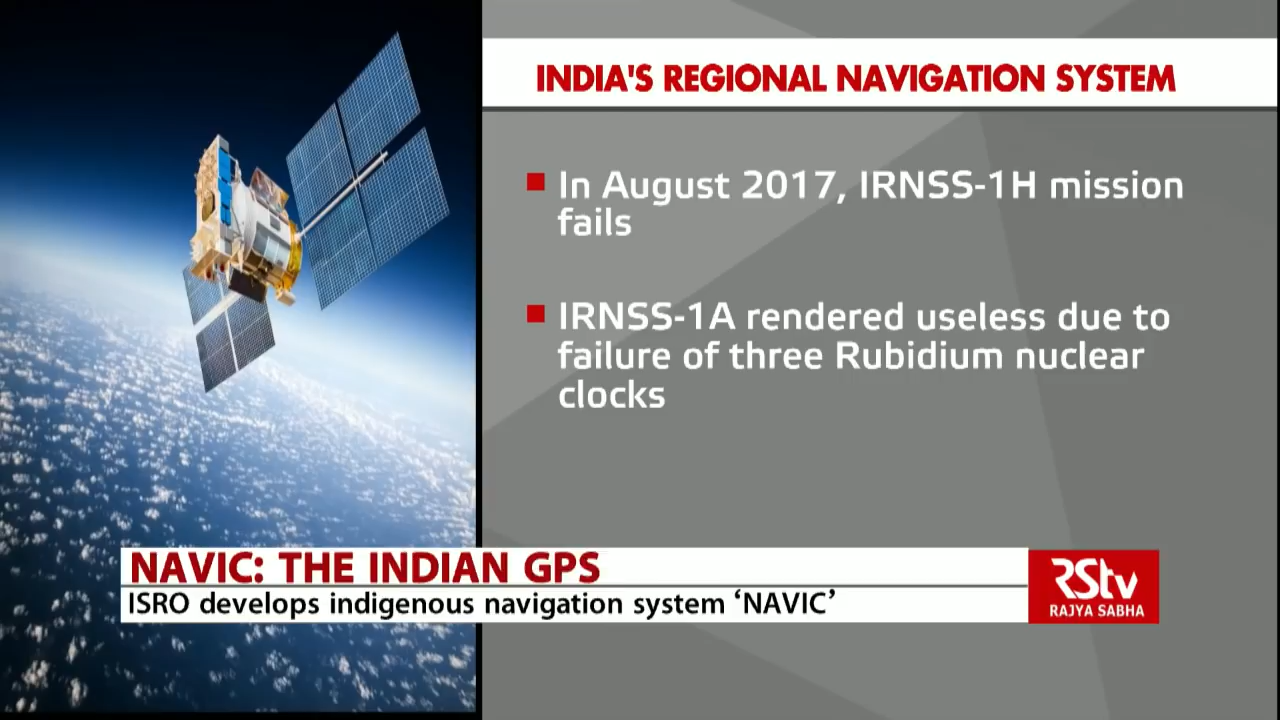 INDIA'S REGIONAL NAVIGATION SYSTEM
In August 2017, IRNSS-1H mission
fails
IRNSS-1A rendered useless due to
failure of three Rubidium nuclear
clocks
NAVIC: THE INDIAN GPS
ISRO develops indigenous navigation system ‘NAVIC’
RStv
RAJYA SABHA